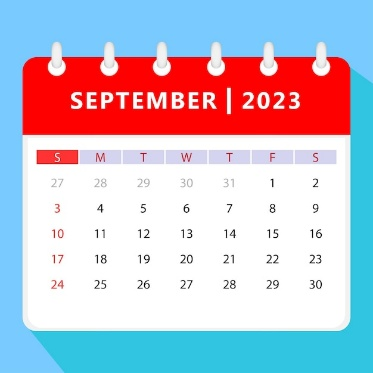 SEPTEMBER | 2023
S M T W T F S
27 28 29 30 31 1 2
3 4 5 6 7 8 9
10 11 12 13 14 15 16
17 18 19 20 21 22 23
24 25 26 27 28 29 30